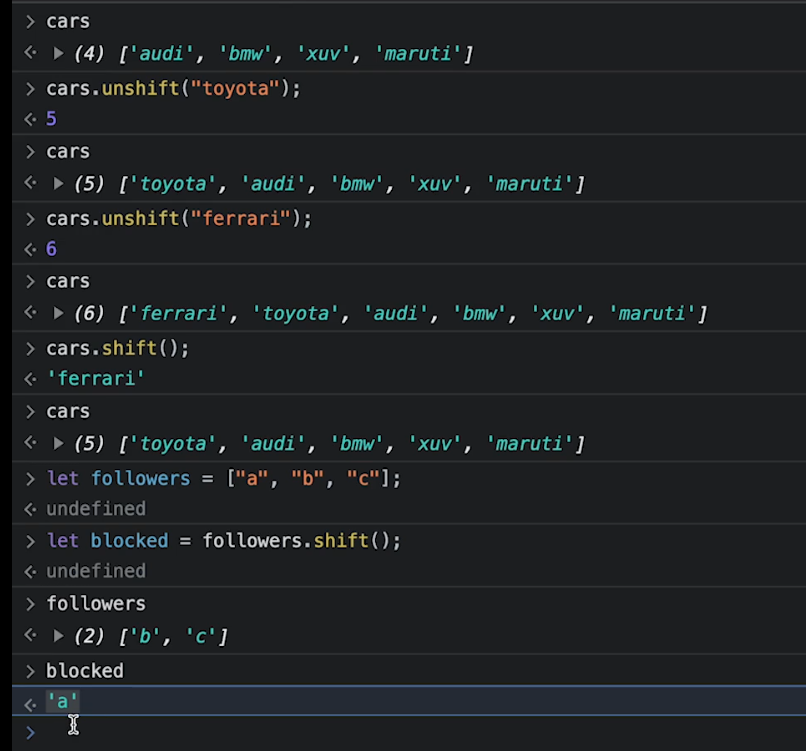 > cars
<· ▶ (4) ['audi', 'bmw', 'xuv', 'maruti']
> cars.unshift("toyota");
<· 5
> cars
<· ▶ (5) ['toyota', 'audi', 'bmw', 'xuv', 'maruti']
> cars.unshift("ferrari");
<· 6
> cars
<· ▶ (6) ['ferrari', 'toyota', 'audi', 'bmw', 'xuv', 'maruti']
> cars.shift();
<· 'ferrari'
> cars
<· ▶ (5) ['toyota', 'audi', 'bmw', 'xuv', 'maruti']
> let followers = ["a", "b", "c"];
<· undefined
> let blocked = followers.shift();
<· undefined
> followers
<· ▶ (2) ['b', 'c']
> blocked
<· 'a'
>